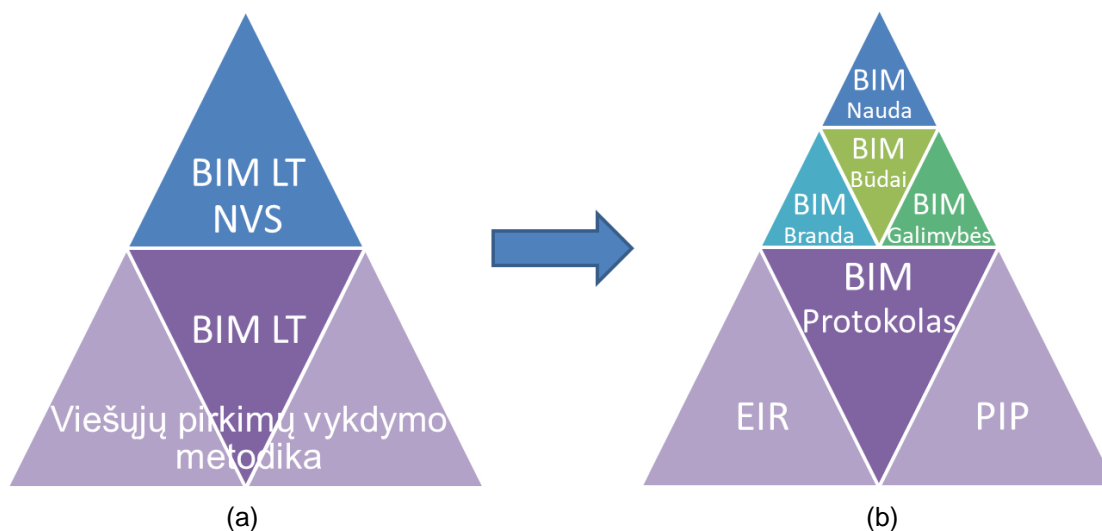 BIM LT
NVS
BIM LT
Viešųjų pirkimų vykdymo
metodika
(a)
BIM
Nauda
BIM
Būdai
BIM
Branda
BIM
Galimybės
BIM
Protokolas
EIR
PIP
(b)